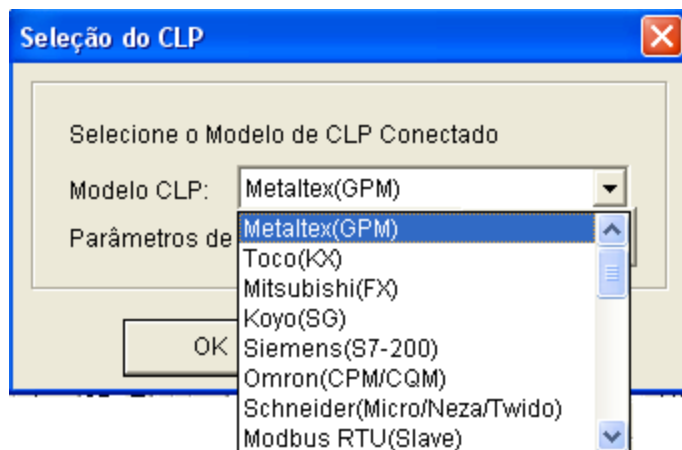 Seleção do CLP
Selecione o Modelo de CLP Conectado
Modelo CLP: Metaltex(GPM)
Parâmetros de
Metaltex(GPM)
Toco(KX)
Mitsubishi(FX)
Koyo(SG)
Siemens(S7-200)
Omron(CPM/CQM)
Schneider(Micro/Neza/Twido)
Modbus RTU(Slave)
OK